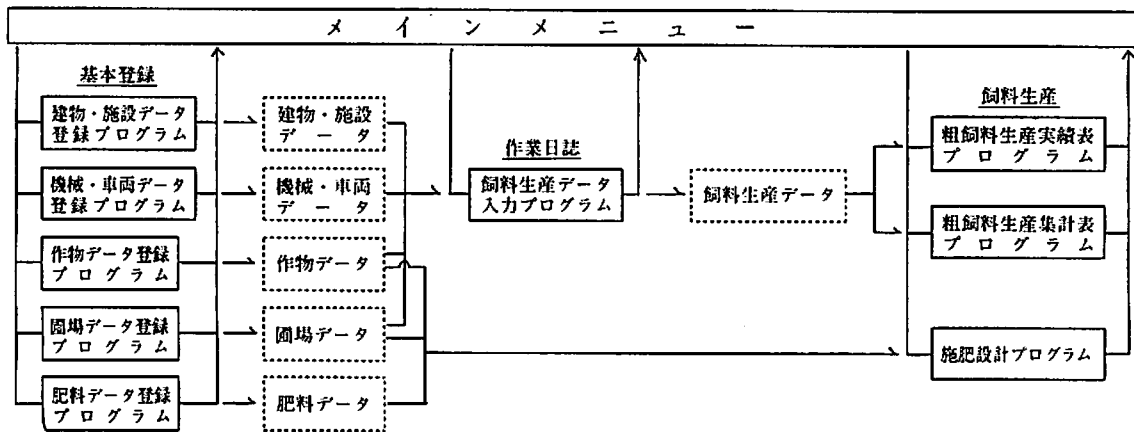 メインメニュー
基本登録
建物・施設データ
登録プログラム
機械・車両データ
登録プログラム
作物データ登録
プログラム
圃場データ登録
プログラム
肥料データ登録
プログラム
建物・施設
データ
機械・車両
データ
作物データ
圃場データ
肥料データ
作業日誌
飼料生産データ
入力プログラム
飼料生産データ
飼料生産
粗飼料生産実績表
プログラム
粗飼料生産集計表
プログラム
施肥設計プログラム